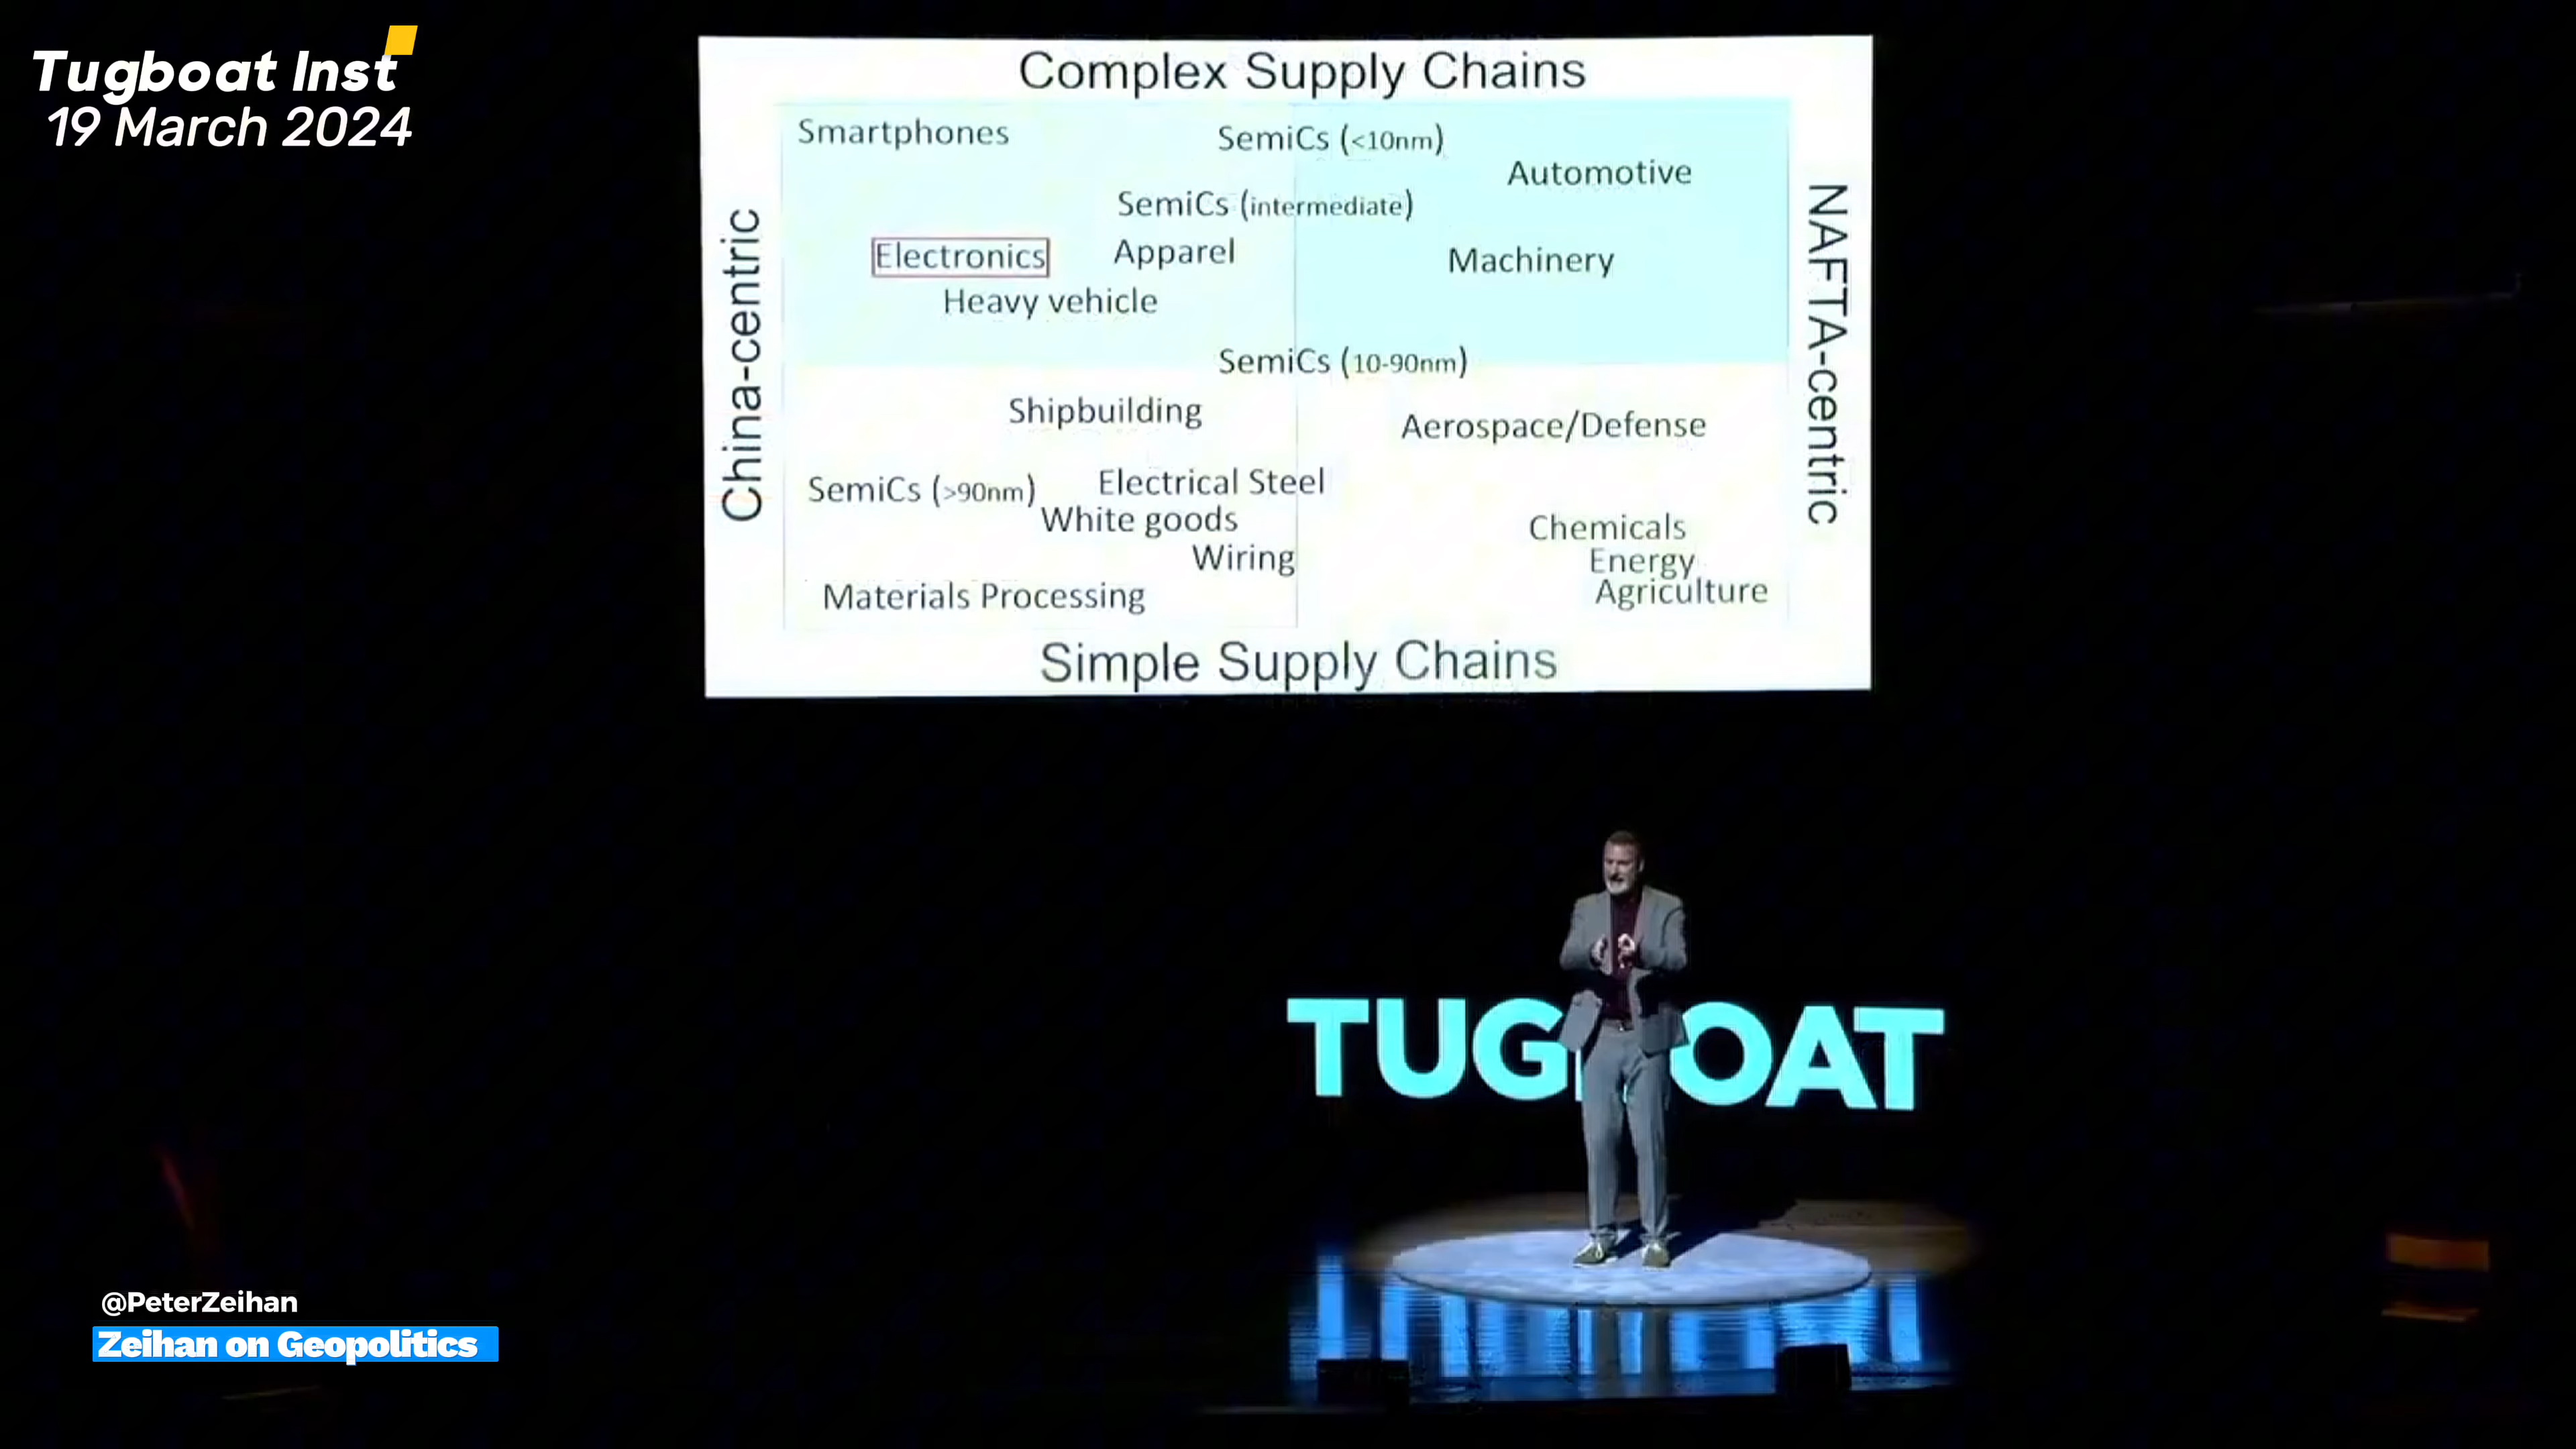 Tugboat Inst
19 March 2024
Complex Supply Chains
China-centric
NAFTA-centric
Smartphones
SemiCs (<10nm)
Automotive
SemiCs (intermediate)
Electronics
Apparel
Machinery
Heavy vehicle
SemiCs (10-90nm)
Shipbuilding
Aerospace/Defense
SemiCs (>90nm)
Electrical Steel
White goods
Chemicals
Wiring
Energy
Materials Processing
Agriculture
Simple Supply Chains
TUG OAT
@PeterZeihan
Zeihan on Geopolitics